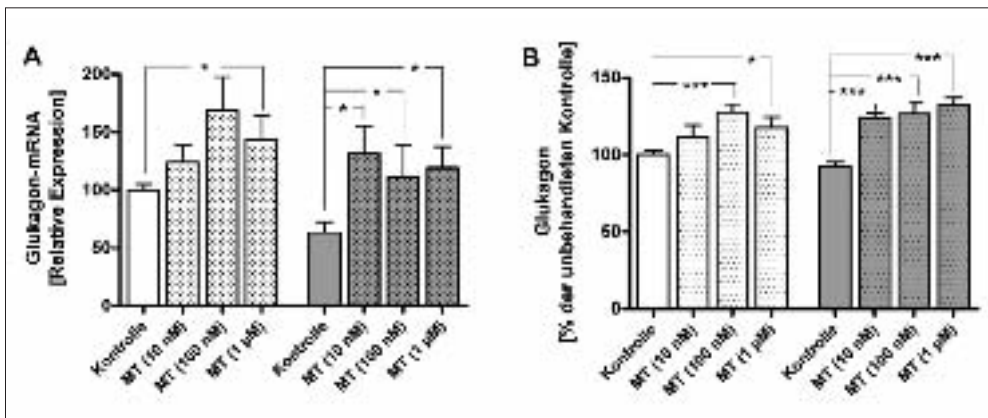 A
Glukagon-mRNA
[Relative Expression]
200
150
100
50
0
*
*
*
*
Kontrolle
MT (10 nM)
MT (100 nM)
MT (1 µM)
Kontrolle
MT (10 nM)
MT (100 nM)
MT (1 µM)
B
Glukagon
[% der unbehandelten Kontrolle]
150
100
50
0
*
***
***
***
***
Kontrolle
MT (10 nM)
MT (100 nM)
MT (1 µM)
Kontrolle
MT (10 nM)
MT (100 nM)
MT (1 µM)